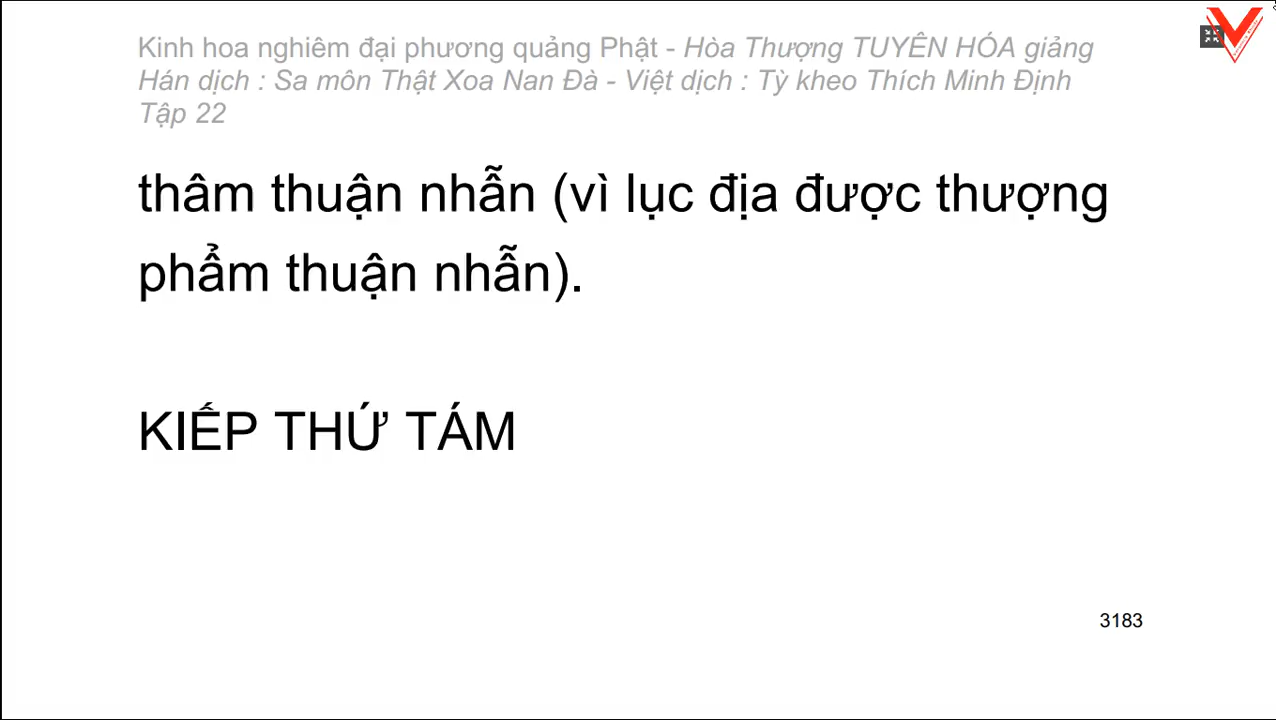 Kinh hoa nghiêm đại phương quảng Phật - Hòa Thượng TUYÊN HÓA giảng
Hán dịch : Sa môn Thật Xoa Nan Đà - Việt dịch : Tỳ kheo Thích Minh Định
Tập 22
thâm thuận nhẫn (vì lục địa được thượng
phẩm thuận nhẫn).
KIẾP THỨ TÁM
3183